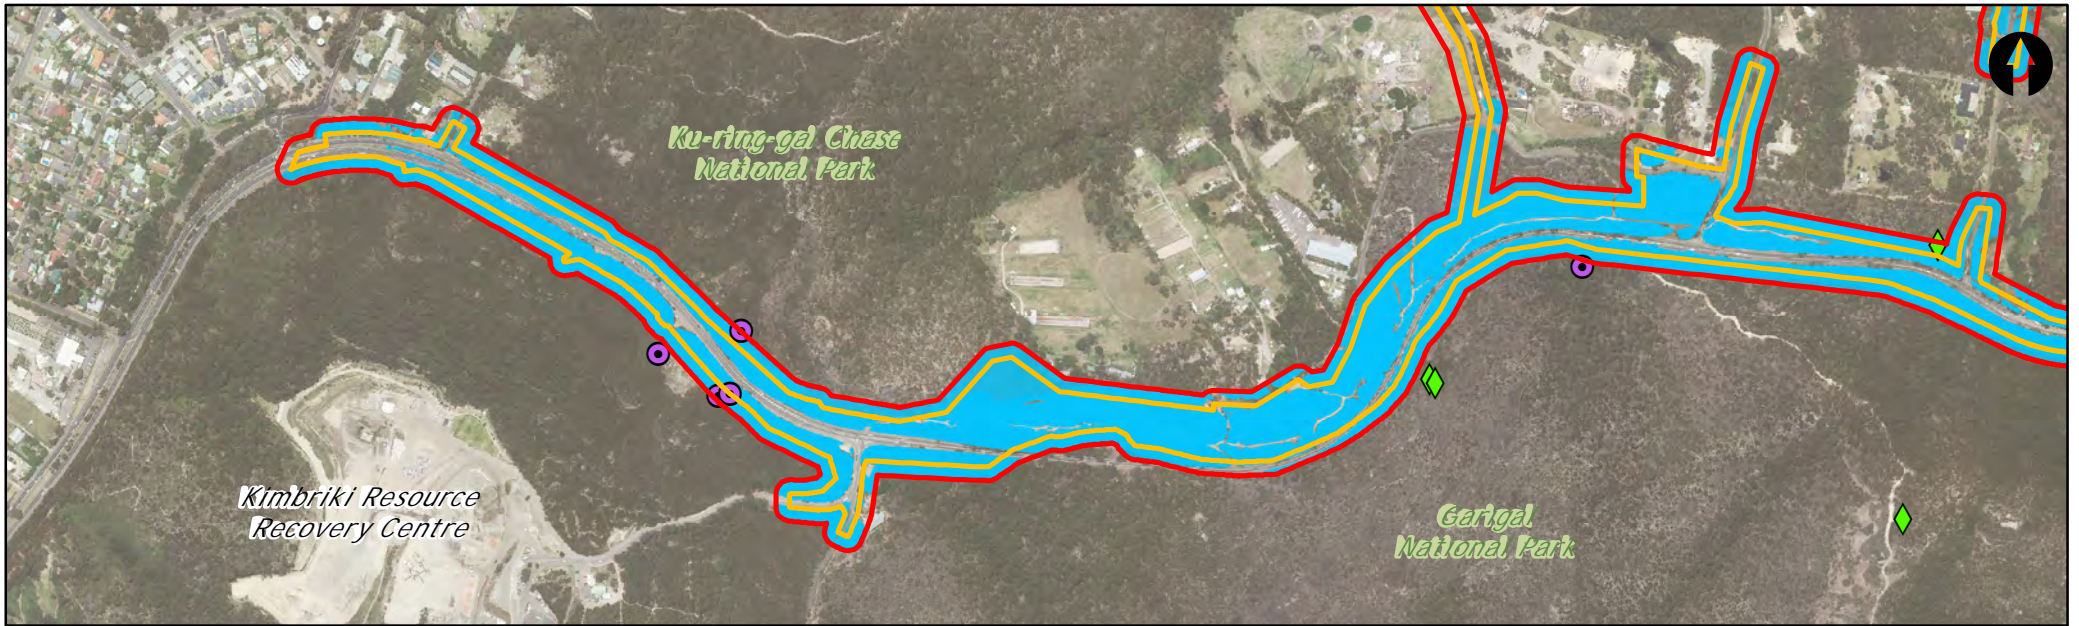 Ku-ring-gai Chase
National Park
Kimbriki Resource
Recovery Centre
Garigal
National Park